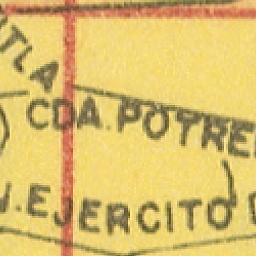 TLA
CDA. POTRE
N. EJERCITO D